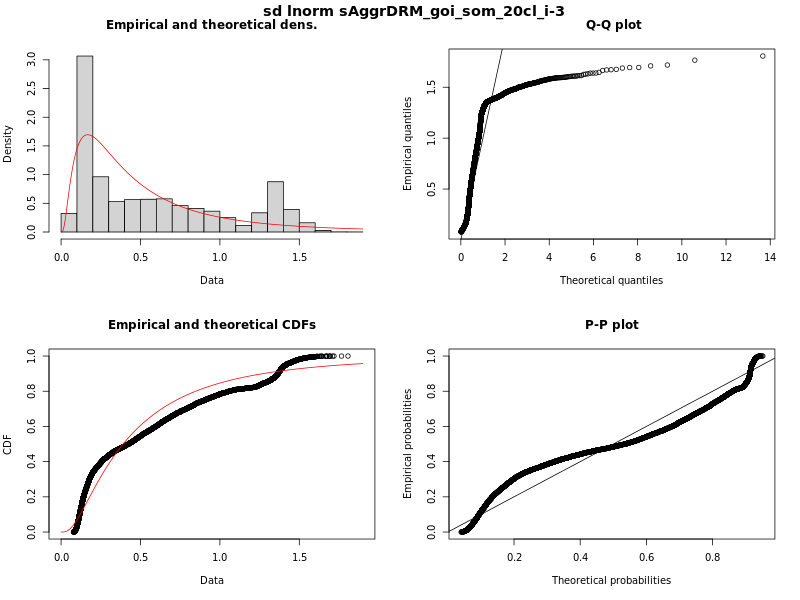 sd lnorm sAggrDRM_goi_som_20cl_i-3
Empirical and theoretical dens.
Density
0.0 0.5 1.0 1.5 2.0 2.5 3.0
0.0 0.5 1.0 1.5
Data
Q-Q plot
Empirical quantiles
0.5 1.0 1.5
0 2 4 6 8 10 12 14
Theoretical quantiles
Empirical and theoretical CDFs
CDF
0.0 0.2 0.4 0.6 0.8 1.0
0.0 0.5 1.0 1.5
Data
P-P plot
Empirical probabilities
0.0 0.2 0.4 0.6 0.8 1.0
0.2 0.4 0.6 0.8
Theoretical probabilities